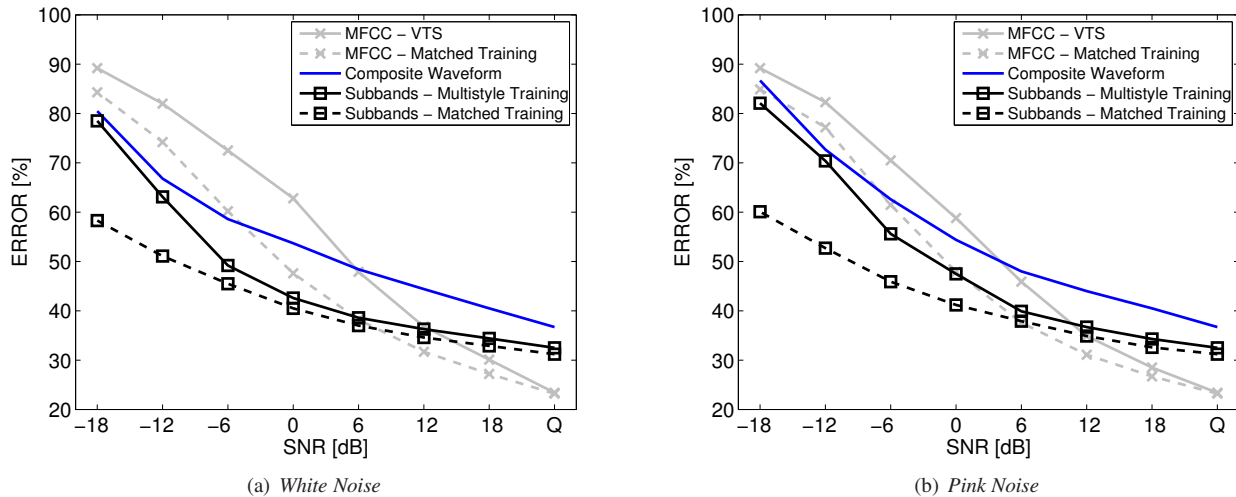 100
90
80
70
60
50
40
30
20
ERROR [%]
−18 −12 −6 0 6 12 18 Q
SNR [dB]
MFCC − VTS
MFCC − Matched Training
Composite Waveform
Subbands − Multistyle Training
Subbands − Matched Training
(a) White Noise
100
90
80
70
60
50
40
30
20
ERROR [%]
−18 −12 −6 0 6 12 18 Q
SNR [dB]
MFCC − VTS
MFCC − Matched Training
Composite Waveform
Subbands − Multistyle Training
Subbands − Matched Training
(b) Pink Noise